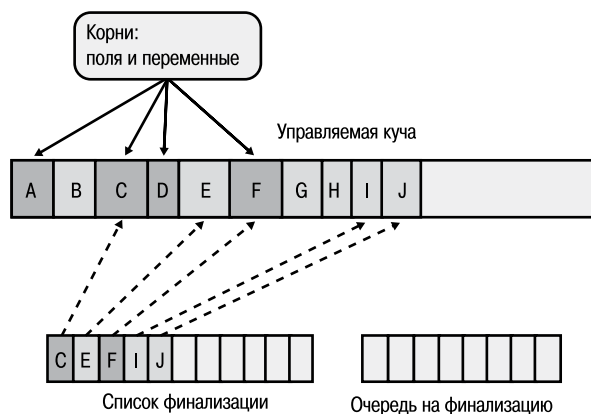 Корни:
поля и переменные
Управляемая куча
A B C D E F G H I J
C E F I J
Список финализации
Очередь на финализацию